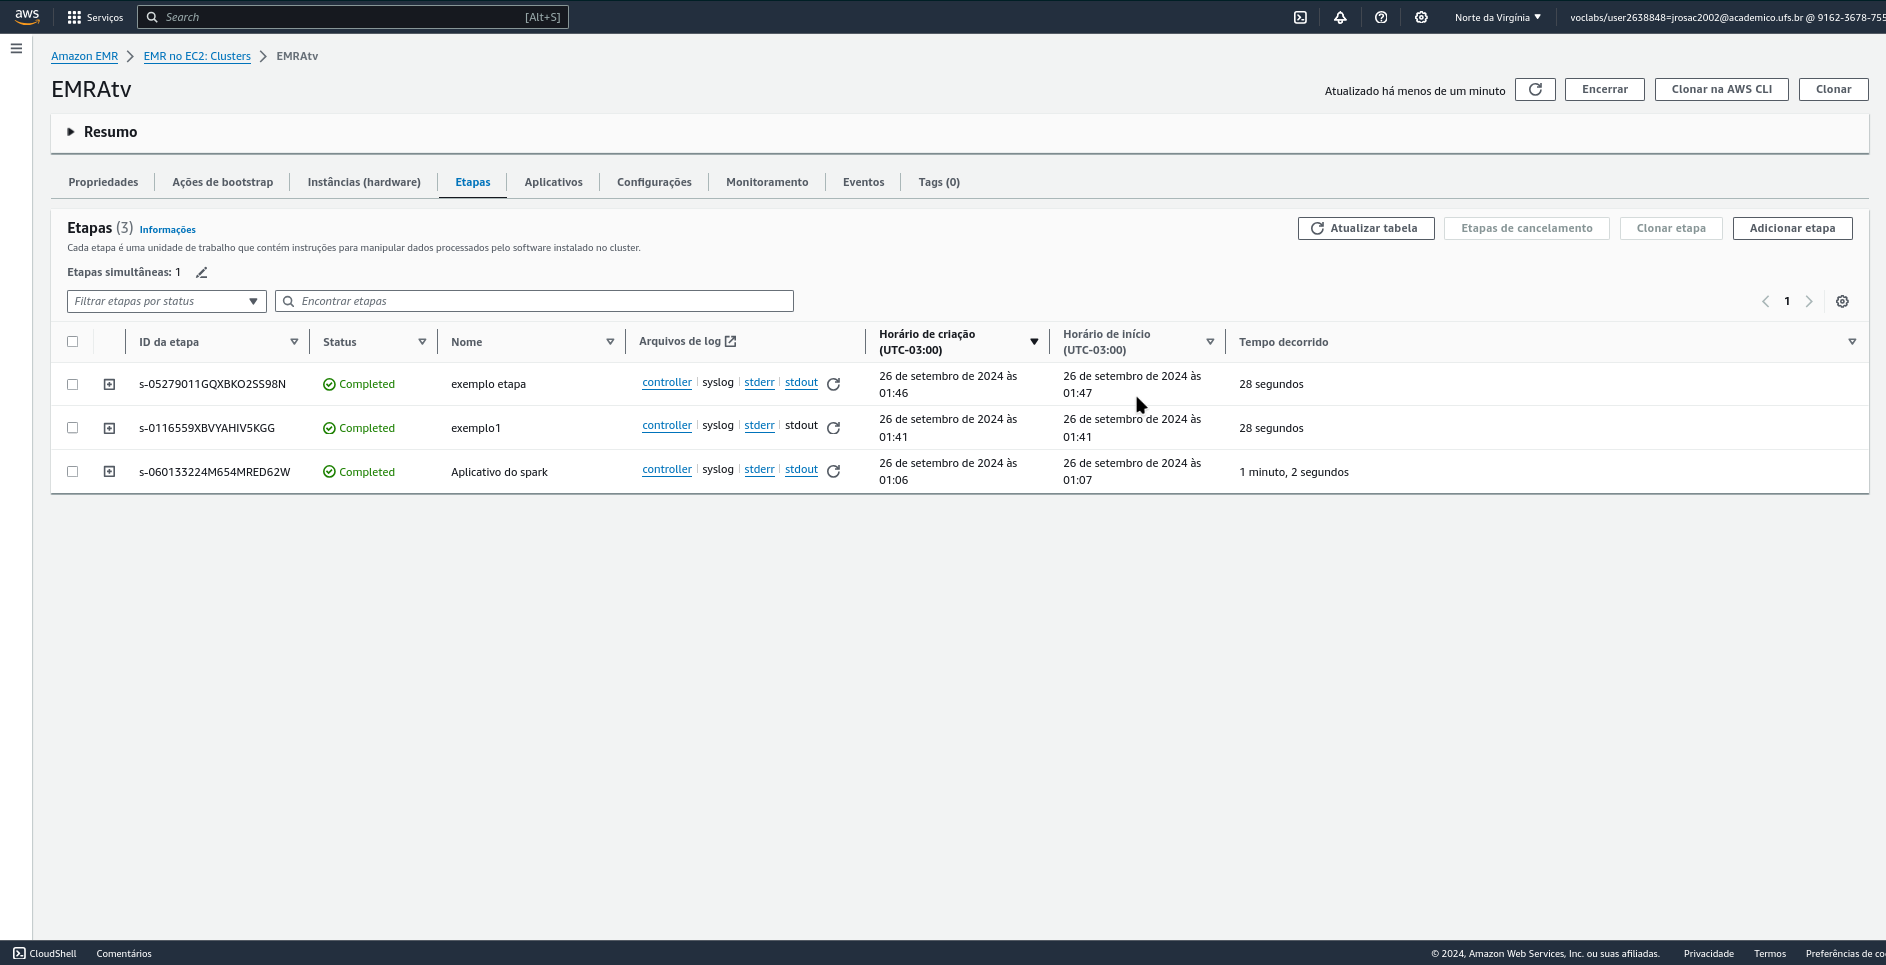 aws
Serviços
Search
[Alt+S]
Norte da Virgínia
voclabs/user2638848=jrosac2002@academico.ufs.br @ 9162-3678-755
Amazon EMR
EMR no EC2: Clusters
EMRAtv
EMRAtv
Atualizado há menos de um minuto
Encerrar
Clonar na AWS CLI
Clonar
Resumo
Propriedades
Ações de bootstrap
Instâncias (hardware)
Etapas
Aplicativos
Configurações
Monitoramento
Eventos
Tags (0)
Etapas (3) Informações
Atualizar tabela
Etapas de cancelamento
Clonar etapa
Adicionar etapa
Cada etapa é uma unidade de trabalho que contém instruções para manipular dados processados pelo software instalado no cluster.
Etapas simultâneas: 1
Filtrar etapas por status
Encontrar etapas
1
ID da etapa
Status
Nome
Arquivos de log
Horário de criação
(UTC-03:00)
Horário de início
(UTC-03:00)
Tempo decorrido
s-05279011GQXBKO2SS98N
Completed
exemplo etapa
controller syslog stderr stdout
26 de setembro de 2024 às
01:46
26 de setembro de 2024 às
01:47
28 segundos
s-0116559XBVYAHIV5KGG
Completed
exemplo1
controller syslog stderr stdout
26 de setembro de 2024 às
01:41
26 de setembro de 2024 às
01:41
28 segundos
s-060133224M654MRED62W
Completed
Aplicativo do spark
controller syslog stderr stdout
26 de setembro de 2024 às
01:06
26 de setembro de 2024 às
01:07
1 minuto, 2 segundos
CloudShell
Comentários
© 2024, Amazon Web Services, Inc. ou suas afiliadas.
Privacidade
Termos
Preferências de co